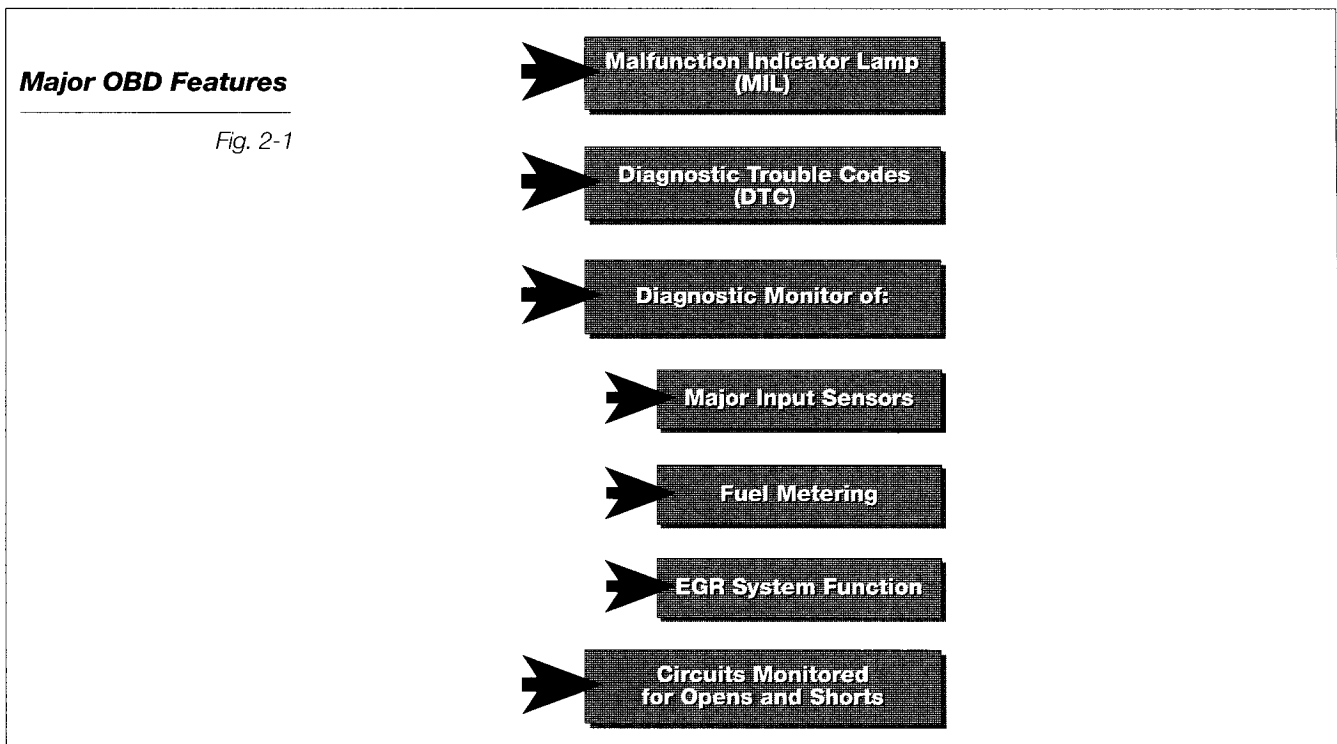 Major OBD Features
Fig. 2-1
Malfunction Indicator Lamp
(MIL)
Diagnostic Trouble Codes
(DTC)
Diagnostic Monitor of:
Major Input Sensors
Fuel Metering
EGR System Function
Circuits Monitored
for Opens and Shorts